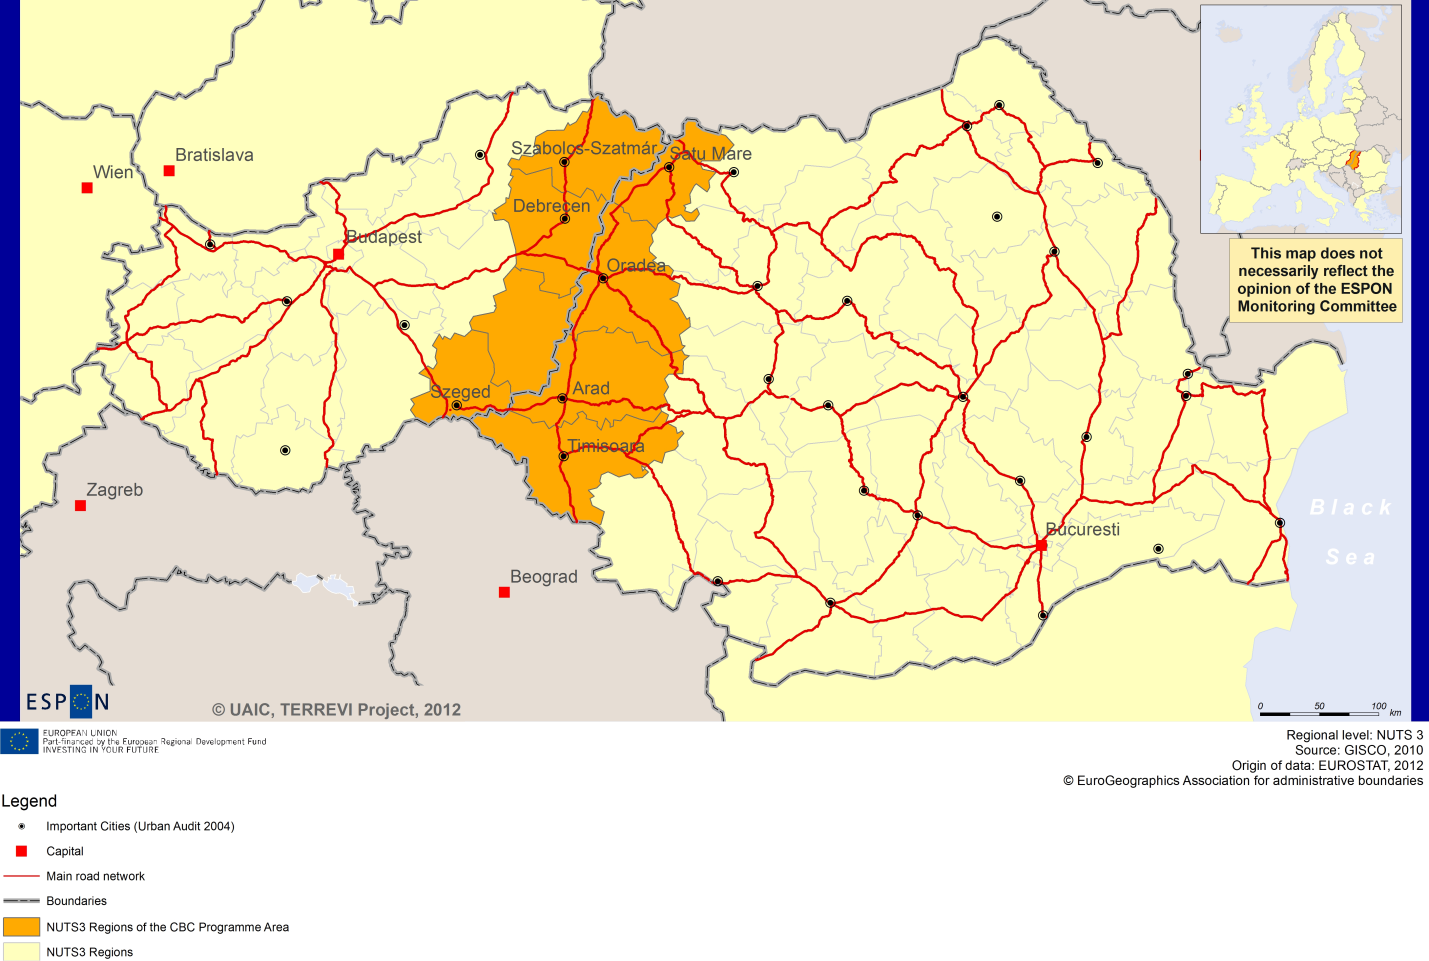 Bratislava
Wien
Szabolcs-Szatmár
Satu Mare
Debrecen
Budapest
Oradea
This map does not
necessarily reflect the
opinion of the ESPON
Monitoring Committee
Szeged
Arad
Timisoara
Zagreb
Black
Sea
Bucuresti
Beograd
ESPON
© UAIC, TERREVI Project, 2012
0 50 100 km
EUROPEAN UNION
Part-financed by the European Regional Development Fund
INVESTING IN YOUR FUTURE
Regional level: NUTS 3
Source: GISCO, 2010
Origin of data: EUROSTAT, 2012
© EuroGeographics Association for administrative boundaries
Legend
Important Cities (Urban Audit 2004)
Capital
Main road network
Boundaries
NUTS3 Regions of the CBC Programme Area
NUTS3 Regions